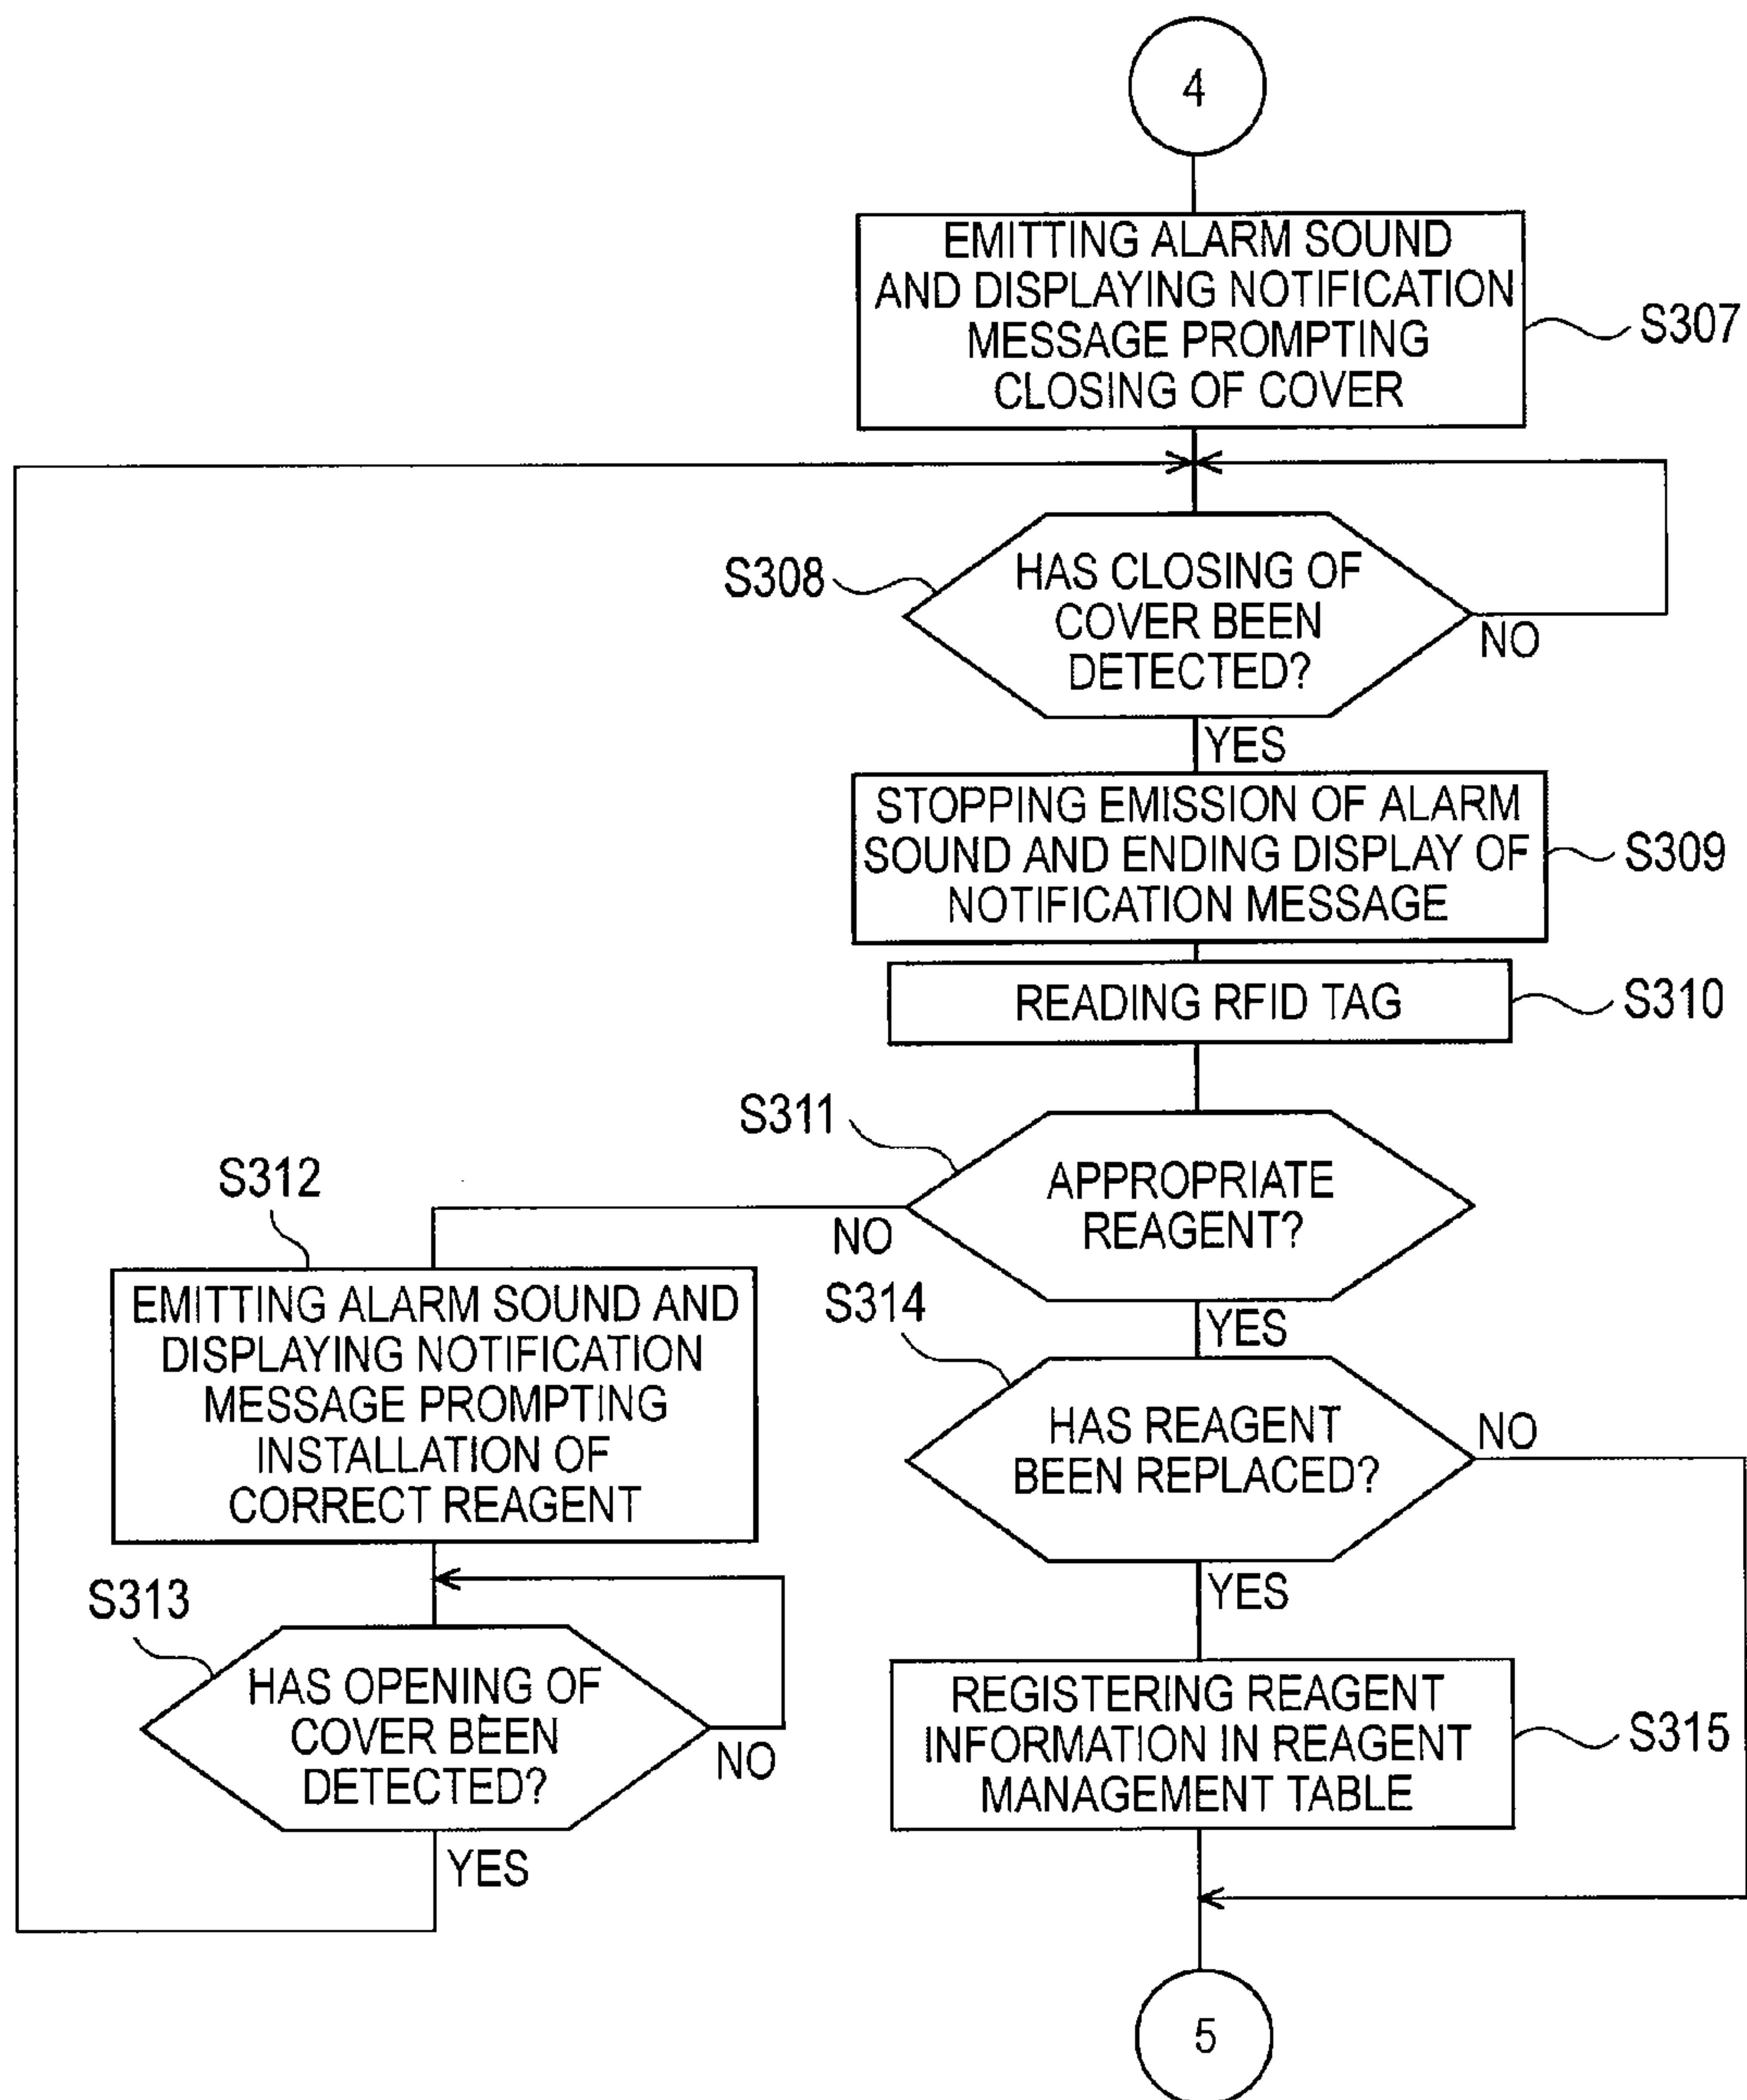 4
EMITTING ALARM SOUND
AND DISPLAYING NOTIFICATION
MESSAGE PROMPTING
CLOSING OF COVER
S307
S308
HAS CLOSING OF
COVER BEEN
DETECTED?
NO
YES
STOPPING EMISSION OF ALARM
SOUND AND ENDING DISPLAY OF
NOTIFICATION MESSAGE
S309
READING RFID TAG
S310
S311
APPROPRIATE
REAGENT?
NO
YES
S312
EMITTING ALARM SOUND AND
DISPLAYING NOTIFICATION
MESSAGE PROMPTING
INSTALLATION OF
CORRECT REAGENT
S313
HAS OPENING OF
COVER BEEN
DETECTED?
NO
YES
S314
HAS REAGENT
BEEN REPLACED?
NO
YES
REGISTERING REAGENT
INFORMATION IN REAGENT
MANAGEMENT TABLE
S315
5